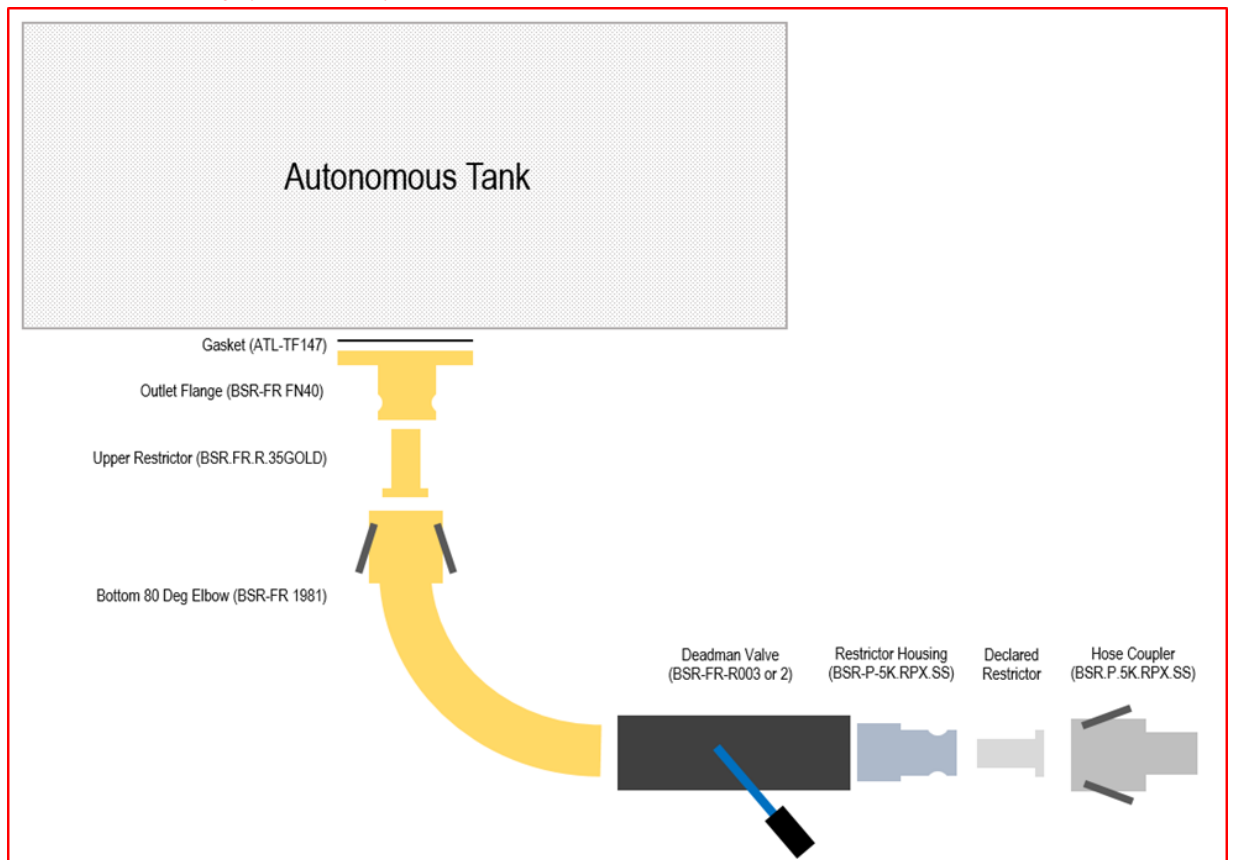 Autonomous Tank
Gasket (ATL-TF147)
Outlet Flange (BSR-FR FN40)
Upper Restrictor (BSR.FR.R.35GOLD)
Bottom 80 Deg Elbow (BSR-FR 1981)
Deadman Valve
(BSR-FR-R003 or 2)
Restrictor Housing
(BSR-P-5K.RPX.SS)
Declared
Restrictor
Hose Coupler
(BSR.P.5K.RPX.SS)